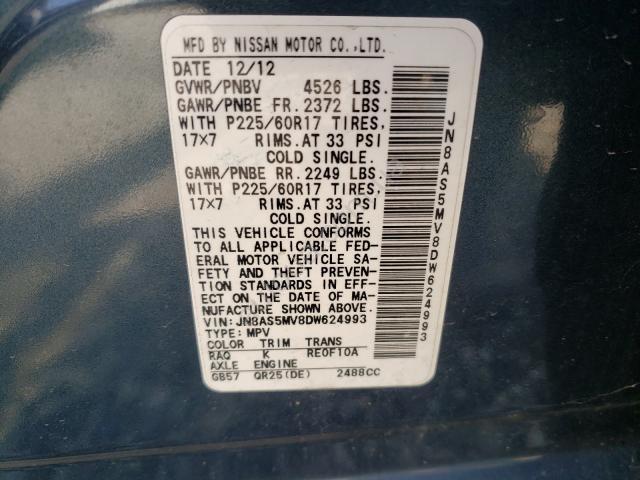 MFD BY NISSAN MOTOR CO.,LTD.
DATE 12/12
GVWR/PNBV 4526 LBS.
GAWR/PNBE FR. 2372 LBS.
WITH P225/60R17 TIRES,
17×7 RIMS.AT 33 PSI
COLD SINGLE.
GAWR/PNBE RR. 2249 LBS.
WITH P225/60R17 TIRES,
17×7 RIMS.AT 33 PSI
COLD SINGLE.
THIS VEHICLE CONFORMS
TO ALL APPLICABLE FED-
ERAL MOTOR VEHICLE SA-
FETY AND THEFT PREVEN-
TION STANDARDS IN EFF-
ECT ON THE DATE OF MA-
NUFACTURE SHOWN ABOVE.
VIN: JN8AS5MV8DW624993
TYPE: MPV
COLOR TRIM TRANS
RAQ K RE0F10A
AXLE ENGINE
GB57 QR25(DE) 2488CC
JN8AS5MV8DW624993